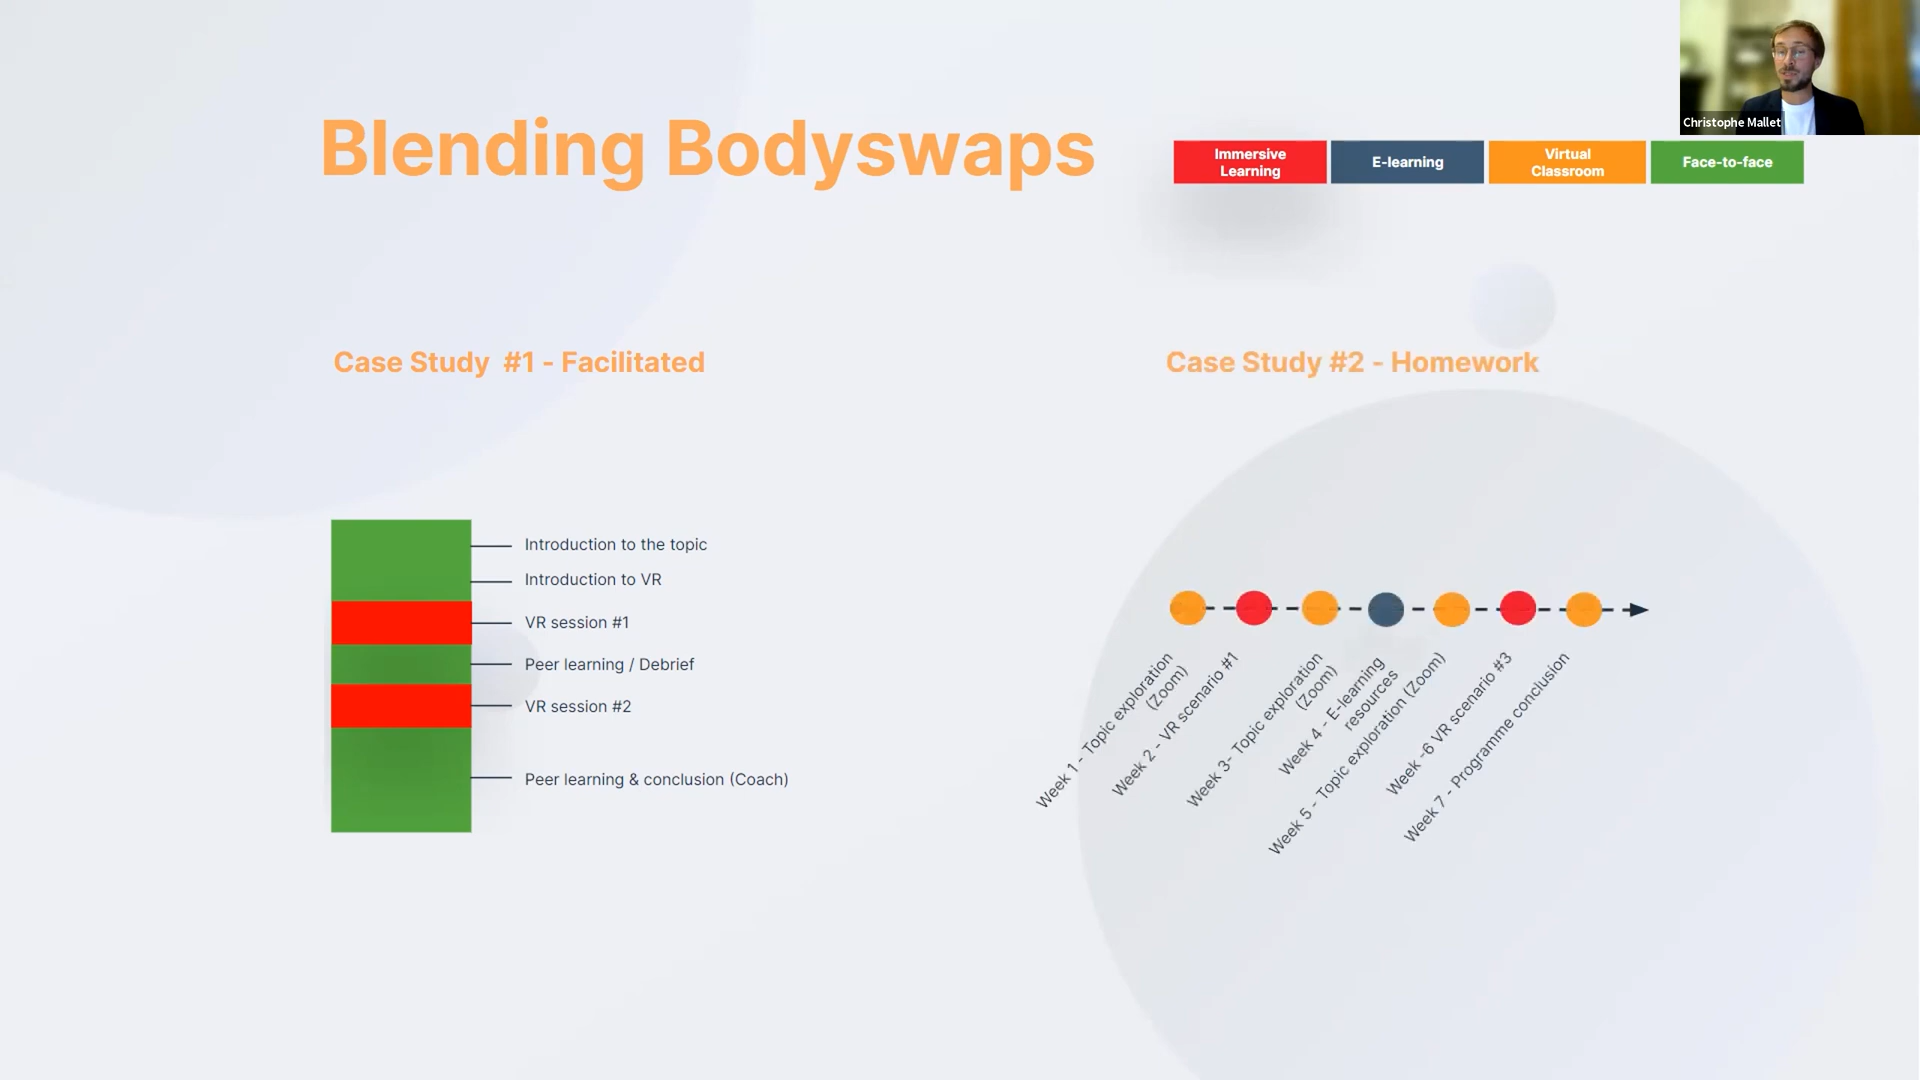 Christophe Mallet
Blending Bodyswaps
Immersive
Learning
E-learning
Virtual
Classroom
Face-to-face
Case Study #1 - Facilitated
Introduction to the topic
Introduction to VR
VR session #1
Peer learning / Debrief
VR session #2
Peer learning & conclusion (Coach)
Case Study #2 - Homework
Week 1 - Topic exploration
(Zoom)
Week 2 - VR scenario #1
Week 3- Topic exploration
(Zoom)
Week 4 - E-learning
resources
Week 5 - Topic exploration (Zoom)
Week -6 VR scenario #3
Week 7 - Programme conclusion